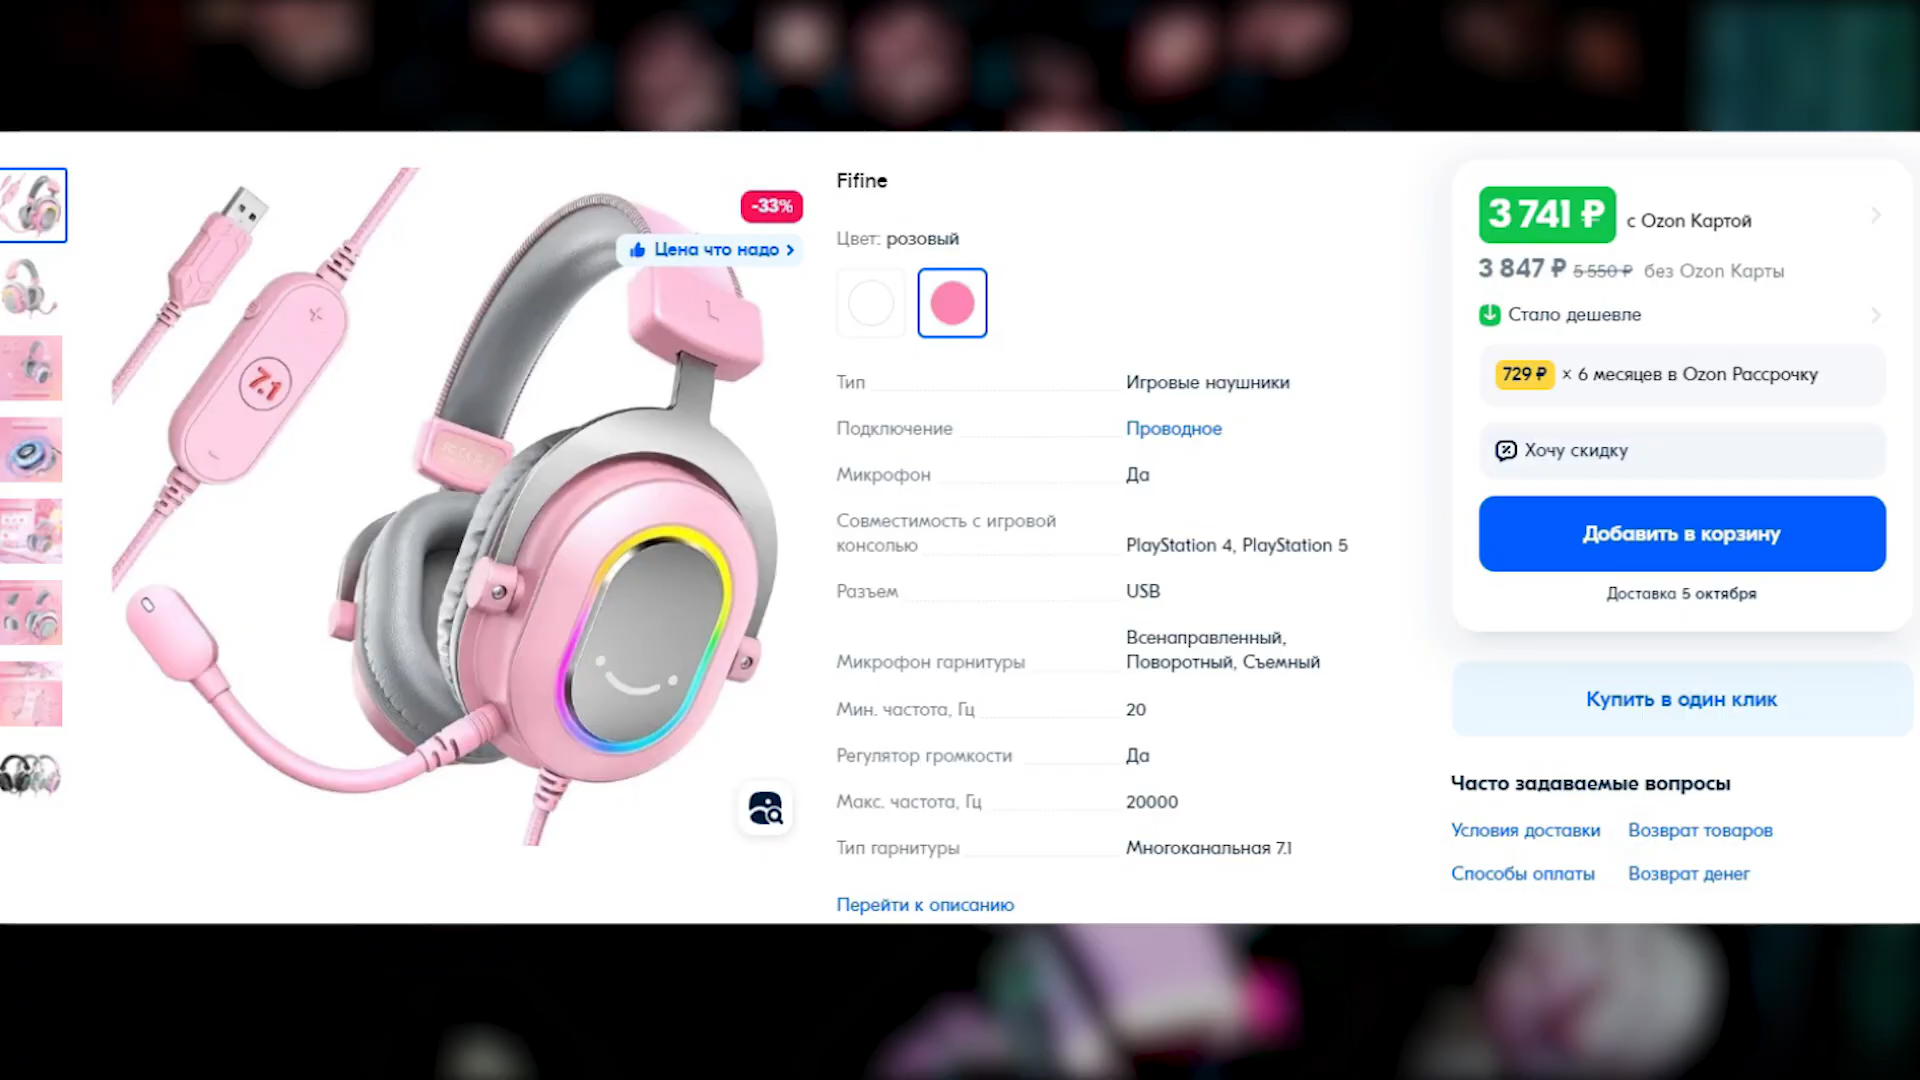 -33%
Цена что надо
7.1
L
Fifine
Цвет: розовый
Тип
Игровые наушники
Подключение
Проводное
Микрофон
Да
Совместимость с игровой
консолью
PlayStation 4, PlayStation 5
Разъем
USB
Микрофон гарнитуры
Всенаправленный,
Поворотный, Съемный
Мин. частота, Гц
20
Регулятор громкости
Да
Макс. частота, Гц
20000
Тип гарнитуры
Многоканальная 7.1
Перейти к описанию
3 741 ₽ с Ozon Картой
3 847 ₽ 5 550 ₽ без Ozon Карты
Стало дешевле
729 ₽ × 6 месяцев в Ozon Рассрочку
Хочу скидку
Добавить в корзину
Доставка 5 октября
Купить в один клик
Часто задаваемые вопросы
Условия доставки Возврат товаров
Способы оплаты Возврат денег